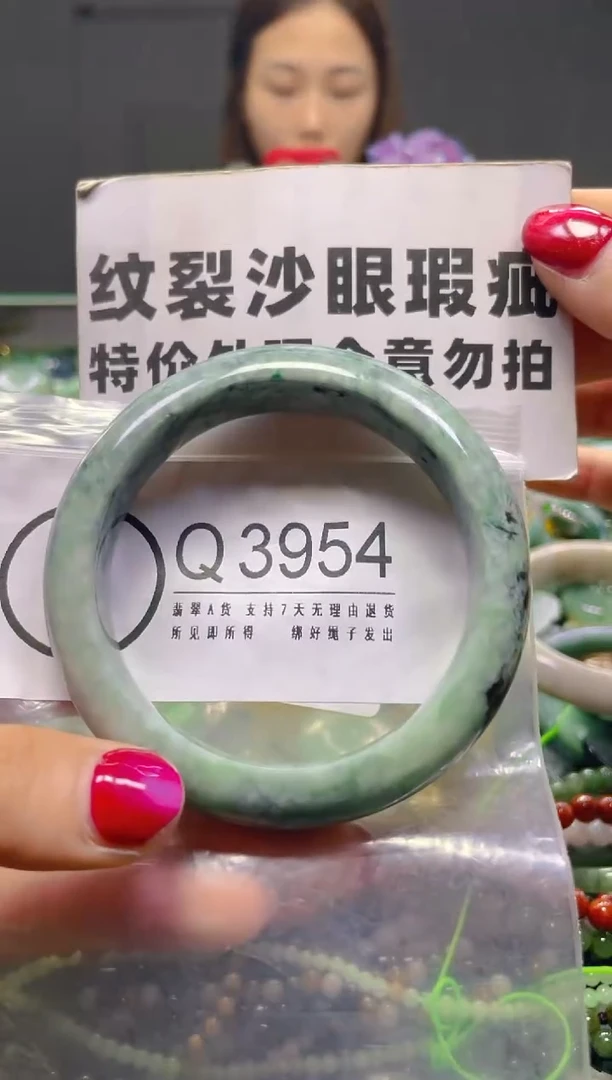 纹裂沙眼瑕疵
特价 意勿拍
Q3954
翡翠A货 支持7天无理由退货
所见即所得 绑好绳子发出